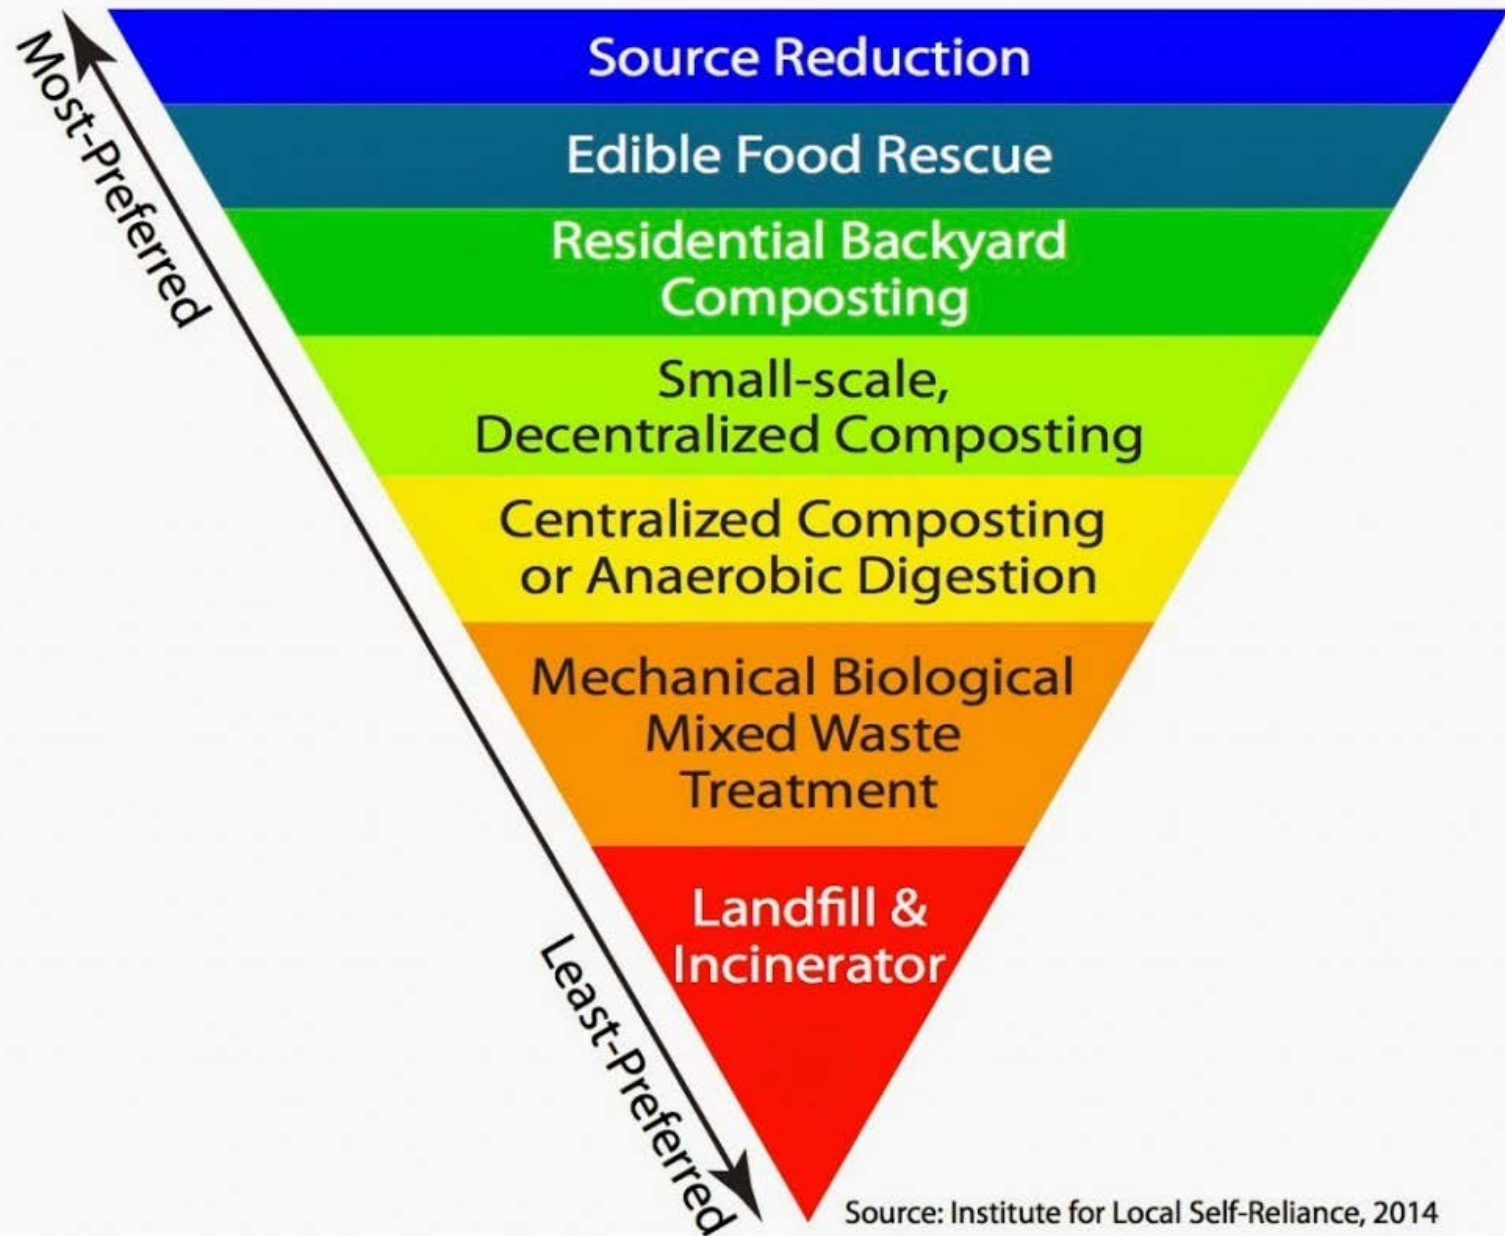 Most-Preferred
Source Reduction
Edible Food Rescue
Residential Backyard
Composting
Small-scale,
Decentralized Composting
Centralized Composting
or Anaerobic Digestion
Mechanical Biological
Mixed Waste
Treatment
Landfill &
Incinerator
Least-Preferred
Source: Institute for Local Self-Reliance, 2014